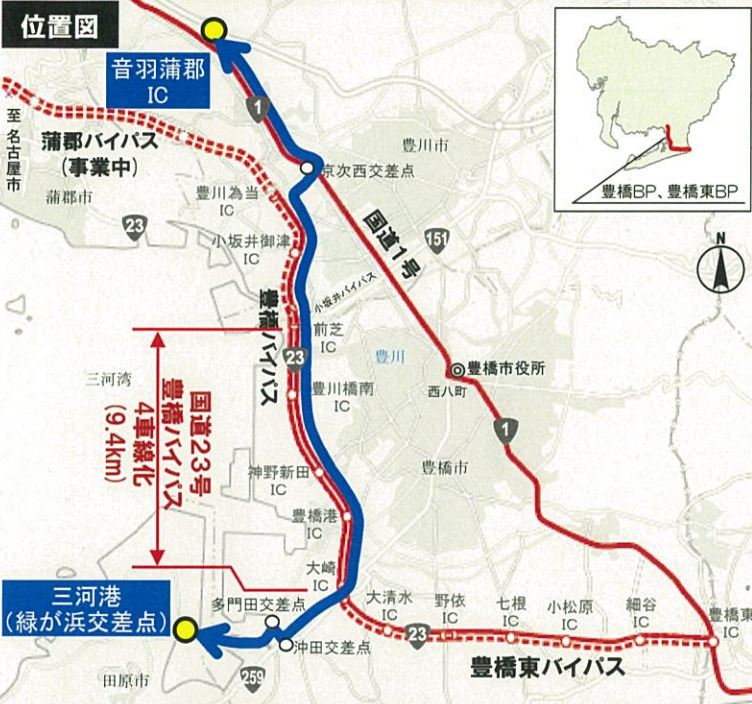 位置図
音羽蒲郡
IC
1
至 名古屋市
蒲郡バイパス
(事業中)
蒲郡市
23
豊川為当
IC
小坂井御津
IC
京次西交差点
豊川市
国道1号
151
小坂井バイパス
豊橋BP、豊橋東BP
N
豊橋バイパス
前芝
IC
23
豊川橋南
IC
豊川
豊橋市役所
西八町
1
三河湾
国道23号
豊橋バイパス
4車線化
(9.4km)
神野新田
IC
豊橋市
豊橋港
IC
大崎
IC
三河港
(緑が浜交差点)
多門田交差点
沖田交差点
259
田原市
大清水
IC
23
野依
IC
七根
IC
小松原
IC
細谷
IC
豊橋東
IC
豊橋東バイパス